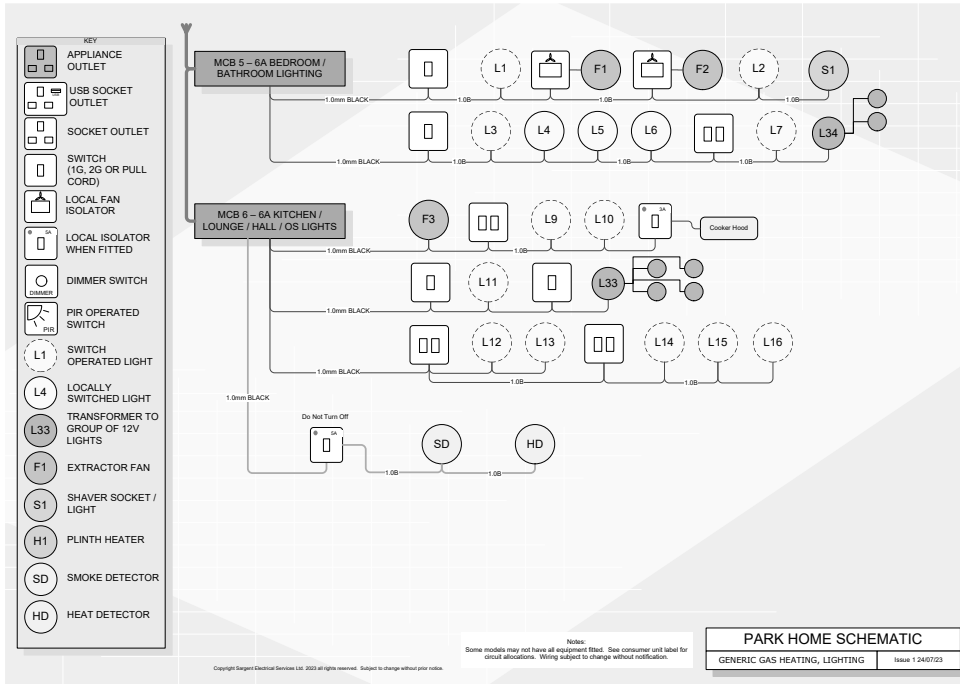 KEY
APPLIANCE
OUTLET
USB SOCKET
OUTLET
SOCKET OUTLET
SWITCH
(1G, 2G OR PULL
CORD)
LOCAL FAN
ISOLATOR
5A
LOCAL ISOLATOR
WHEN FITTED
DIMMER
DIMMER SWITCH
PIR
PIR OPERATED
SWITCH
L1
SWITCH
OPERATED LIGHT
L4
LOCALLY
SWITCHED LIGHT
L33
TRANSFORMER TO
GROUP OF 12V
LIGHTS
F1
EXTRACTOR FAN
S1
SHAVER SOCKET /
LIGHT
H1
PLINTH HEATER
SD
SMOKE DETECTOR
HD
HEAT DETECTOR
MCB 5 – 6A BEDROOM /
BATHROOM LIGHTING
L1 F1 F2 L2 S1
1.0mm BLACK 1.0B 1.0B 1.0B
L3 L4 L5 L6 L7 L34
1.0mm BLACK 1.0B 1.0B
MCB 6 – 6A KITCHEN /
LOUNGE / HALL / OS LIGHTS
F3 L9 L10 3A Cooker Hood
1.0mm BLACK 1.0B
L11 L33
1.0mm BLACK
L12 L13 L14 L15 L16
1.0mm BLACK 1.0B 1.0B
1.0mm BLACK
Do Not Turn Off
5A SD HD
1.0B 1.0B
Notes:
Some models may not have all equipment fitted. See consumer unit label for
circuit allocations. Wiring subject to change without notification.
Copyright Sargent Electrical Services Ltd. 2023 all rights reserved. Subject to change without prior notice.
PARK HOME SCHEMATIC
GENERIC GAS HEATING, LIGHTING Issue 1 24/07/23